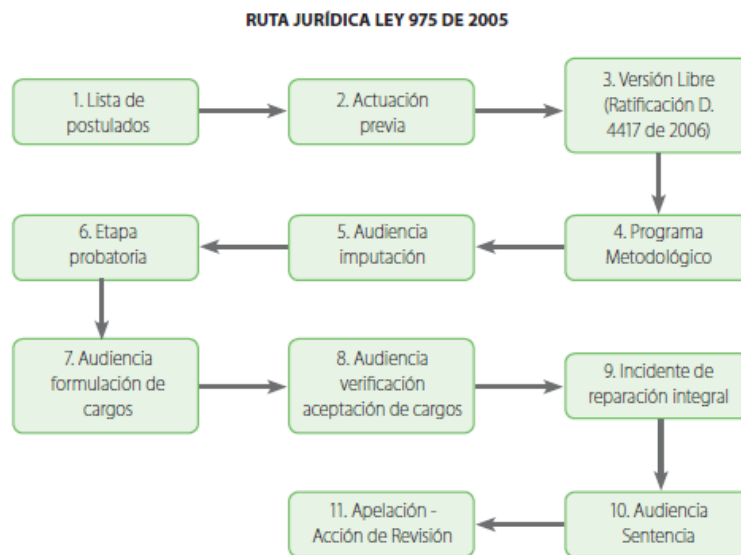 RUTA JURÍDICA LEY 975 DE 2005
1. Lista de
postulados
2. Actuación
previa
3. Versión Libre
(Ratificación D.
4417 de 2006)
4. Programa
Metodológico
5. Audiencia
imputación
6. Etapa
probatoria
7. Audiencia
formulación de
cargos
8. Audiencia
verificación
aceptación de cargos
9. Incidente de
reparación integral
10. Audiencia
Sentencia
11. Apelación -
Acción de Revisión